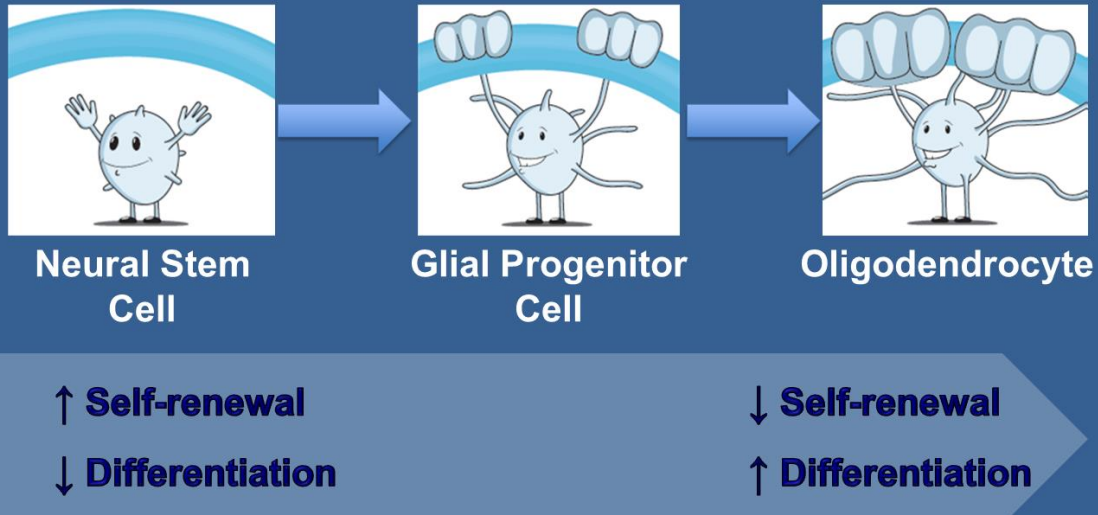 Neural Stem
Cell
Glial Progenitor
Cell
Oligodendrocyte
↑ Self-renewal
↓ Differentiation
↓ Self-renewal
↑ Differentiation